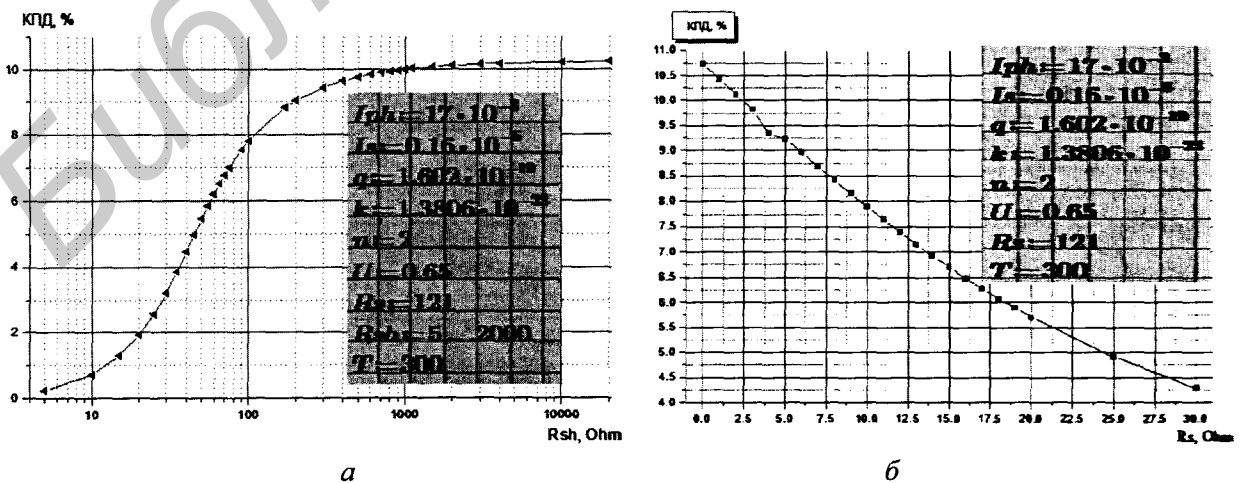 Библ
КПД, %
10
8
6
4
2
0
10 100 1000 10000
Rsh, Ohm
Iph:=17·10
Is:=0.16·10
q:=1.602·10
k:=1.3806·10
n:=2
U:=0.65
Rs:=121
Rsh:=5 2000
T:=300
а
КПД, %
11.0
10.5
10.0
9.5
9.0
8.5
8.0
7.5
7.0
6.5
6.0
5.5
5.0
4.5
4.0
0.0 2.5 5.0 7.5 10.0 12.5 15.0 17.5 20.0 22.5 25.0 27.5 30.0
Rs, Ohm
Iph:=17·10
Is:=0.16·10
q:=1.602·10
k:=1.3806·10
n:=2
U:=0.65
Rs:=121
T:=300
б